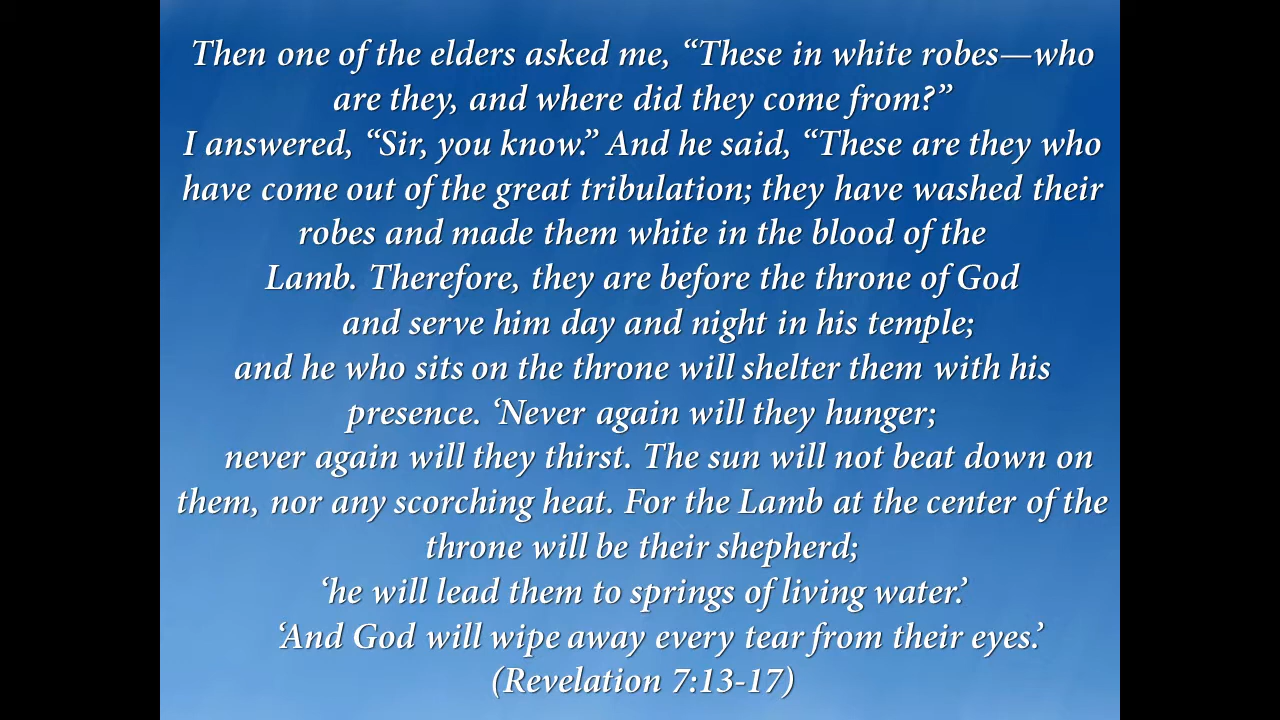 Then one of the elders asked me, “These in white robes—who
are they, and where did they come from?”
I answered, “Sir, you know.” And he said, “These are they who
have come out of the great tribulation; they have washed their
robes and made them white in the blood of the
Lamb. Therefore, they are before the throne of God
and serve him day and night in his temple;
and he who sits on the throne will shelter them with his
presence. ‘Never again will they hunger;
never again will they thirst. The sun will not beat down on
them, nor any scorching heat. For the Lamb at the center of the
throne will be their shepherd;
‘he will lead them to springs of living water.’
‘And God will wipe away every tear from their eyes.’
(Revelation 7:13-17)